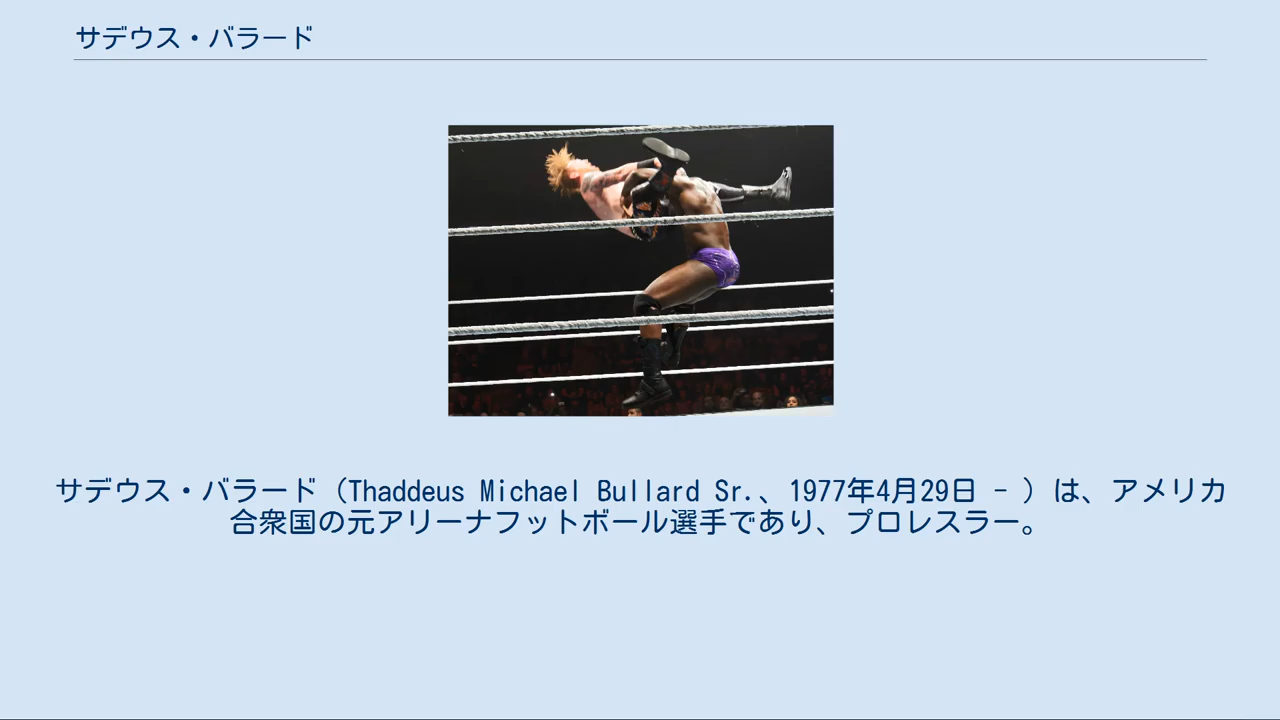 サデウス・バラード
サデウス・バラード（Thaddeus Michael Bullard Sr.、1977年4月29日 - ）は、アメリカ
合衆国の元アリーナフットボール選手であり、プロレスラー。